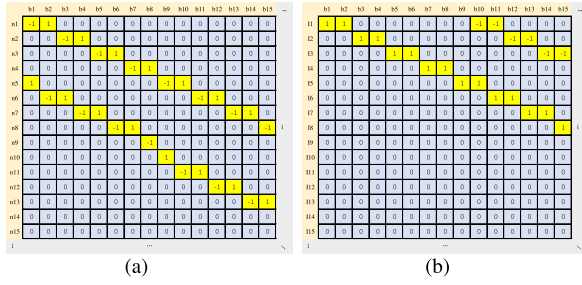 b1 b2 b3 b4 b5 b6 b7 b8 b9 b10 b11 b12 b13 b14 b15 ...
n1 -1 1 0 0 0 0 0 0 0 0 0 0 0 0 0
n2 0 0 -1 1 0 0 0 0 0 0 0 0 0 0 0
n3 0 0 0 0 -1 1 0 0 0 0 0 0 0 0 0
n4 0 0 0 0 0 0 -1 1 0 0 0 0 0 0 0
n5 1 0 0 0 0 0 0 0 -1 1 0 0 0 0 0
n6 0 -1 1 0 0 0 0 0 0 0 -1 1 0 0 0
n7 0 0 0 -1 1 0 0 0 0 0 0 0 -1 1 0
n8 0 0 0 0 0 -1 1 0 0 0 0 0 0 0 -1
n9 0 0 0 0 0 0 0 -1 0 0 0 0 0 0 0
n10 0 0 0 0 0 0 0 0 1 0 0 0 0 0 0
n11 0 0 0 0 0 0 0 0 0 -1 1 0 0 0 0
n12 0 0 0 0 0 0 0 0 0 0 0 -1 1 0 0
n13 0 0 0 0 0 0 0 0 0 0 0 0 0 -1 1
n14 0 0 0 0 0 0 0 0 0 0 0 0 0 0 0
n15 0 0 0 0 0 0 0 0 0 0 0 0 0 0 0
...
(a)
b1 b2 b3 b4 b5 b6 b7 b8 b9 b10 b11 b12 b13 b14 b15 ...
l1 1 1 0 0 0 0 0 0 0 -1 -1 0 0 0 0
l2 0 0 1 1 0 0 0 0 0 0 0 -1 -1 0 0
l3 0 0 0 0 1 1 0 0 0 0 0 0 0 -1 -1
l4 0 0 0 0 0 0 1 1 0 0 0 0 0 0 0
l5 0 0 0 0 0 0 0 0 1 1 0 0 0 0 0
l6 0 0 0 0 0 0 0 0 0 0 1 1 0 0 0
l7 0 0 0 0 0 0 0 0 0 0 0 0 1 1 0
l8 0 0 0 0 0 0 0 0 0 0 0 0 0 0 1
l9 0 0 0 0 0 0 0 0 0 0 0 0 0 0 0
l10 0 0 0 0 0 0 0 0 0 0 0 0 0 0 0
l11 0 0 0 0 0 0 0 0 0 0 0 0 0 0 0
l12 0 0 0 0 0 0 0 0 0 0 0 0 0 0 0
l13 0 0 0 0 0 0 0 0 0 0 0 0 0 0 0
l14 0 0 0 0 0 0 0 0 0 0 0 0 0 0 0
l15 0 0 0 0 0 0 0 0 0 0 0 0 0 0 0
...
(b)